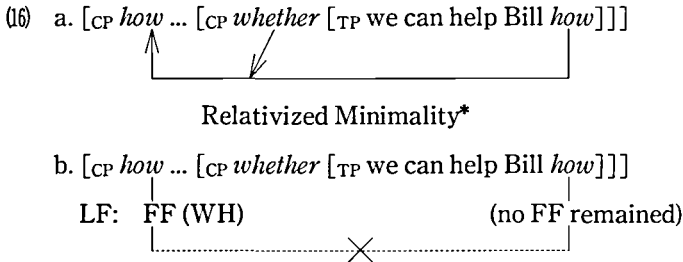 (16) a. [CP how ... [CP whether [TP we can help Bill how]]]
Relativized Minimality*
b. [CP how ... [CP whether [TP we can help Bill how]]]
LF: FF (WH) (no FF remained)